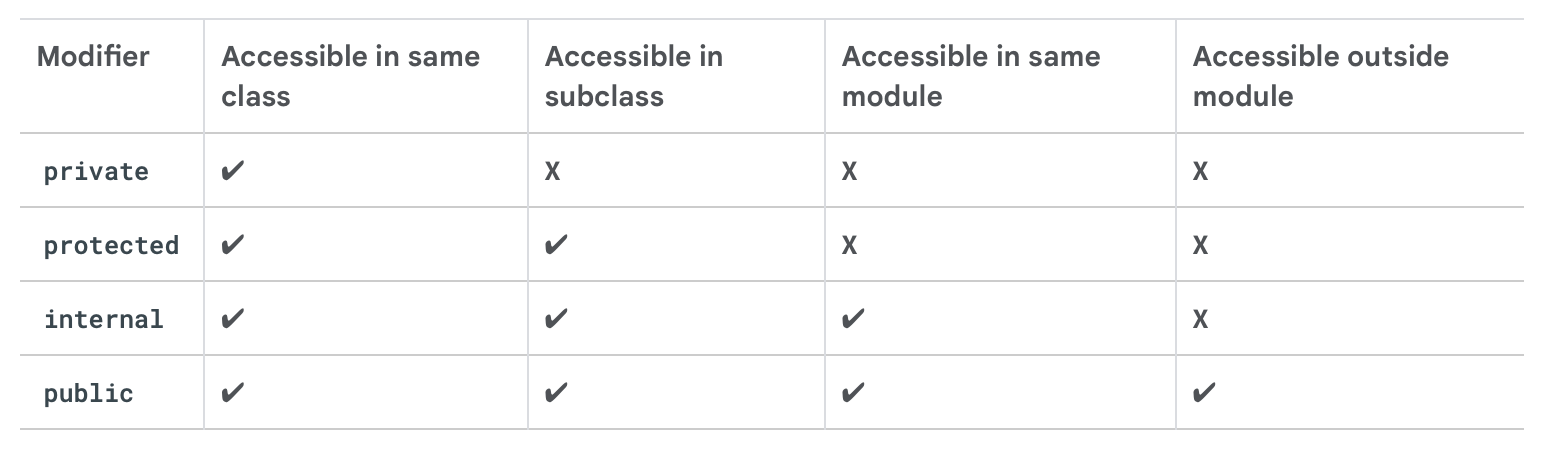 Modifier Accessible in same class Accessible in subclass Accessible in same module Accessible outside module
private ✔ X X X
protected ✔ ✔ X X
internal ✔ ✔ ✔ X
public ✔ ✔ ✔ ✔